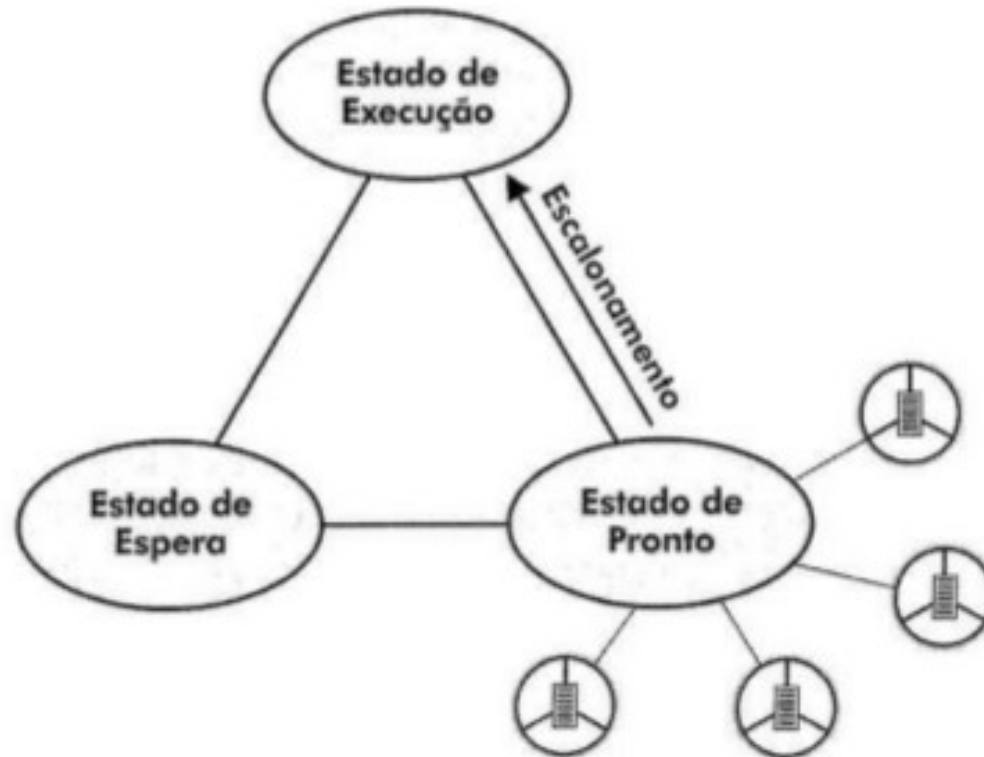 Estado de
Execução
Escalonamento
Estado de
Espera
Estado de
Pronto